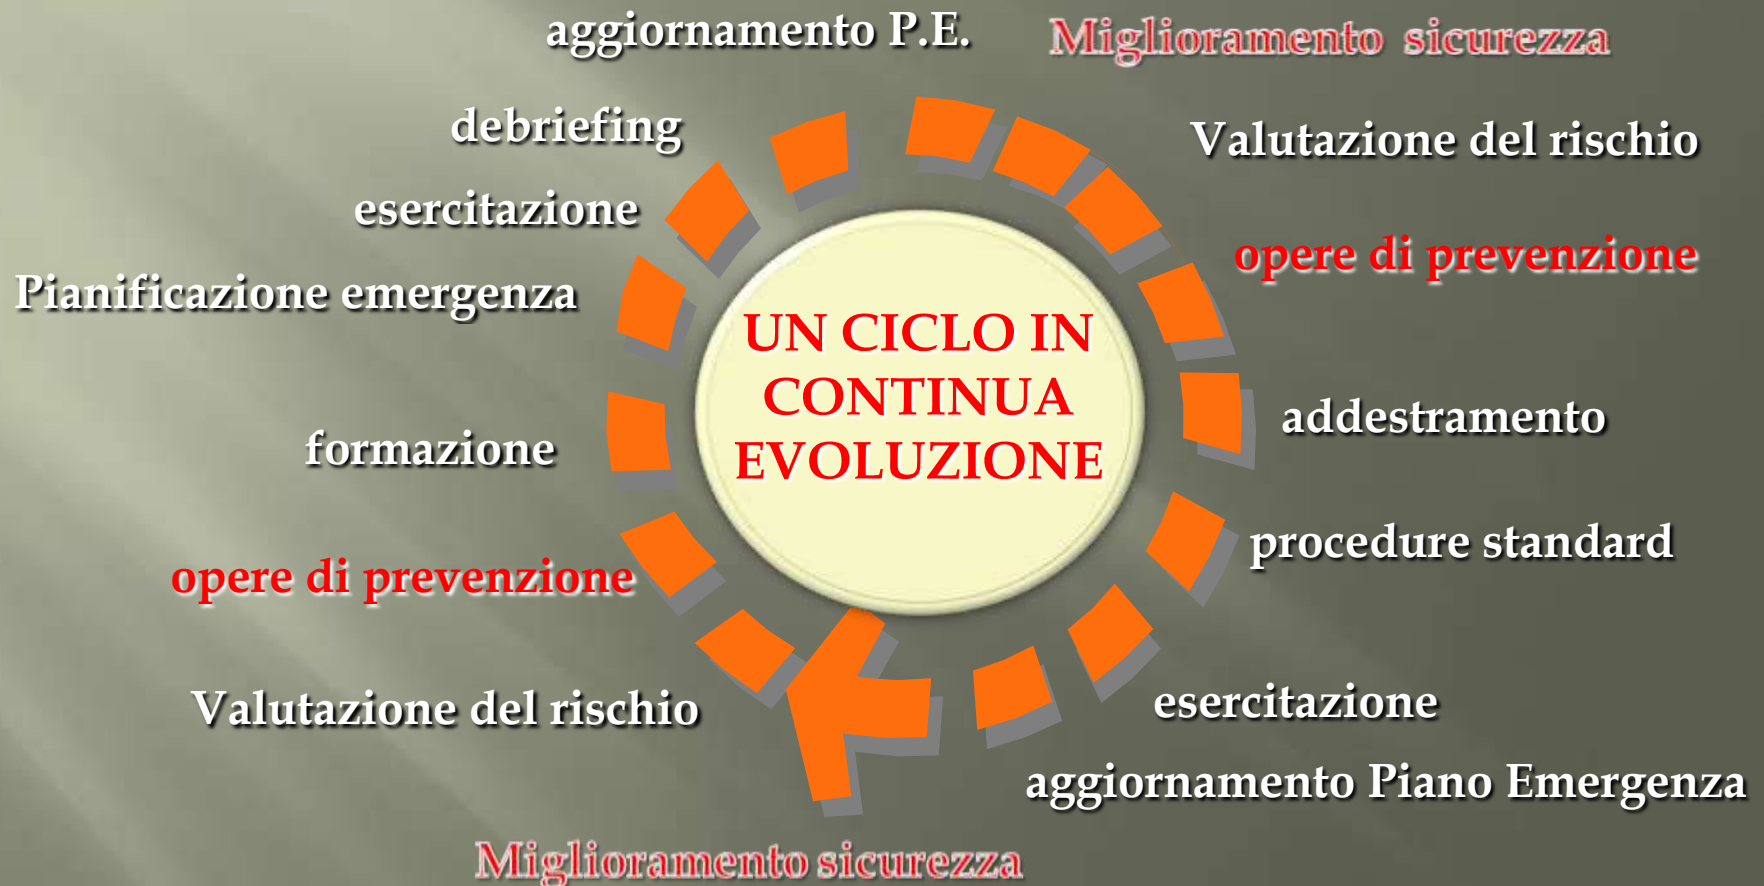 aggiornamento P.E.
Miglioramento sicurezza
debriefing
Valutazione del rischio
esercitazione
opere di prevenzione
Pianificazione emergenza
UN CICLO IN
CONTINUA
EVOLUZIONE
addestramento
formazione
procedure standard
opere di prevenzione
esercitazione
Valutazione del rischio
aggiornamento Piano Emergenza
Miglioramento sicurezza